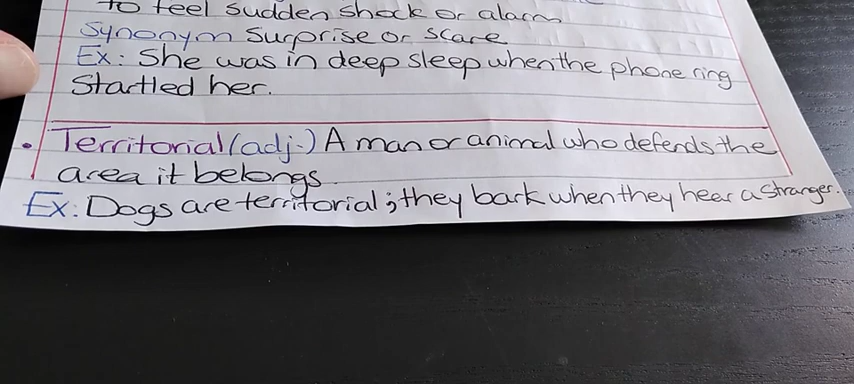 to feel sudden shock or alarm
Synonym surprise or scare
Ex: She was in deep sleep when the phone ring
Startled her.
• Territorial (adj.) A man or animal who defends the
area it belongs
Ex: Dogs are territorial; they bark when they hear a stranger.